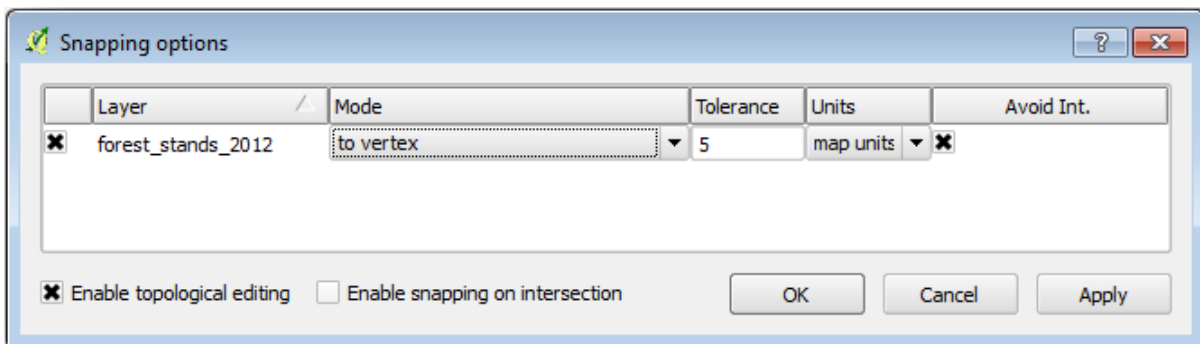 Snapping options
Layer Mode Tolerance Units Avoid Int.
forest_stands_2012 to vertex 5 map units
Enable topological editing Enable snapping on intersection OK Cancel Apply